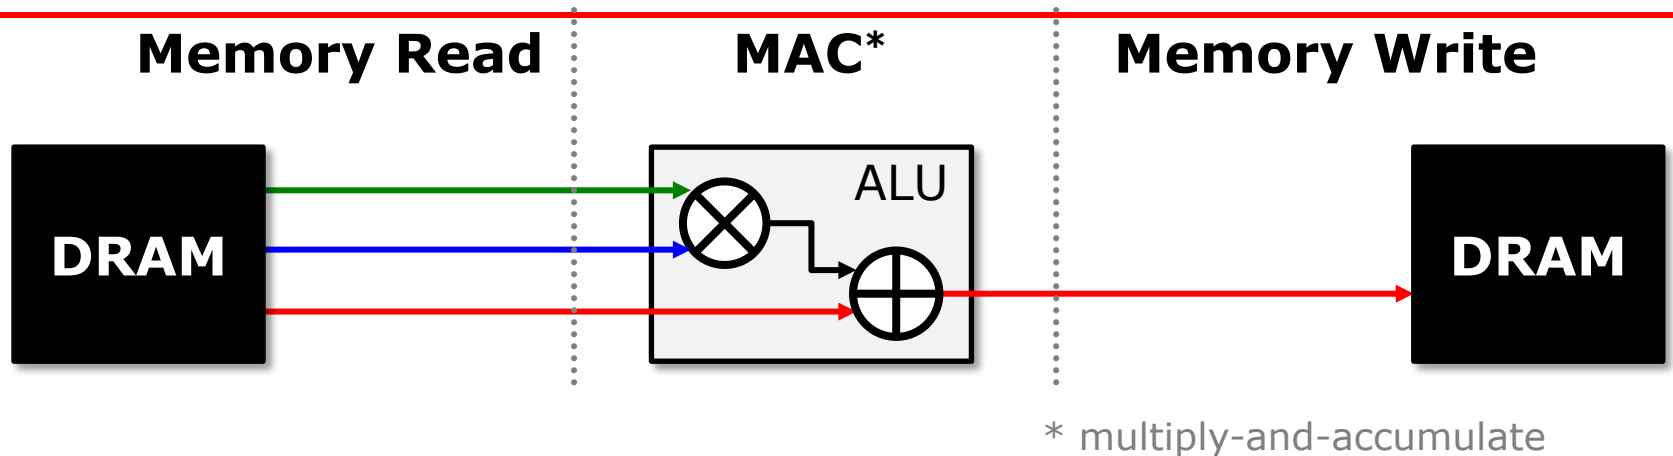 Memory Read
MAC*
Memory Write
DRAM
ALU
DRAM
* multiply-and-accumulate